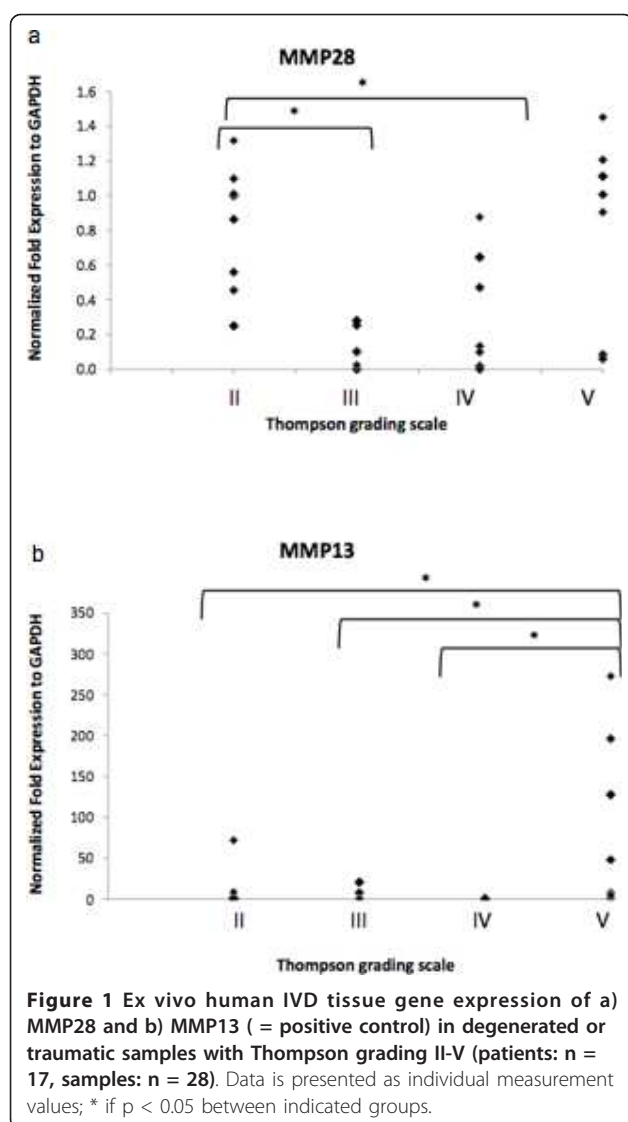 a
MMP28
*
*
Normalized Fold Expression to GAPDH
1.6
1.4
1.2
1.0
0.8
0.6
0.4
0.2
0.0
II III IV V
Thompson grading scale
b
MMP13
*
*
*
Normalized Fold Expression to GAPDH
350
300
250
200
150
100
50
0
II III IV V
Thompson grading scale
Figure 1 Ex vivo human IVD tissue gene expression of a)
MMP28 and b) MMP13 ( = positive control) in degenerated or
traumatic samples with Thompson grading II-V (patients: n =
17, samples: n = 28). Data is presented as individual measurement
values; * if p < 0.05 between indicated groups.